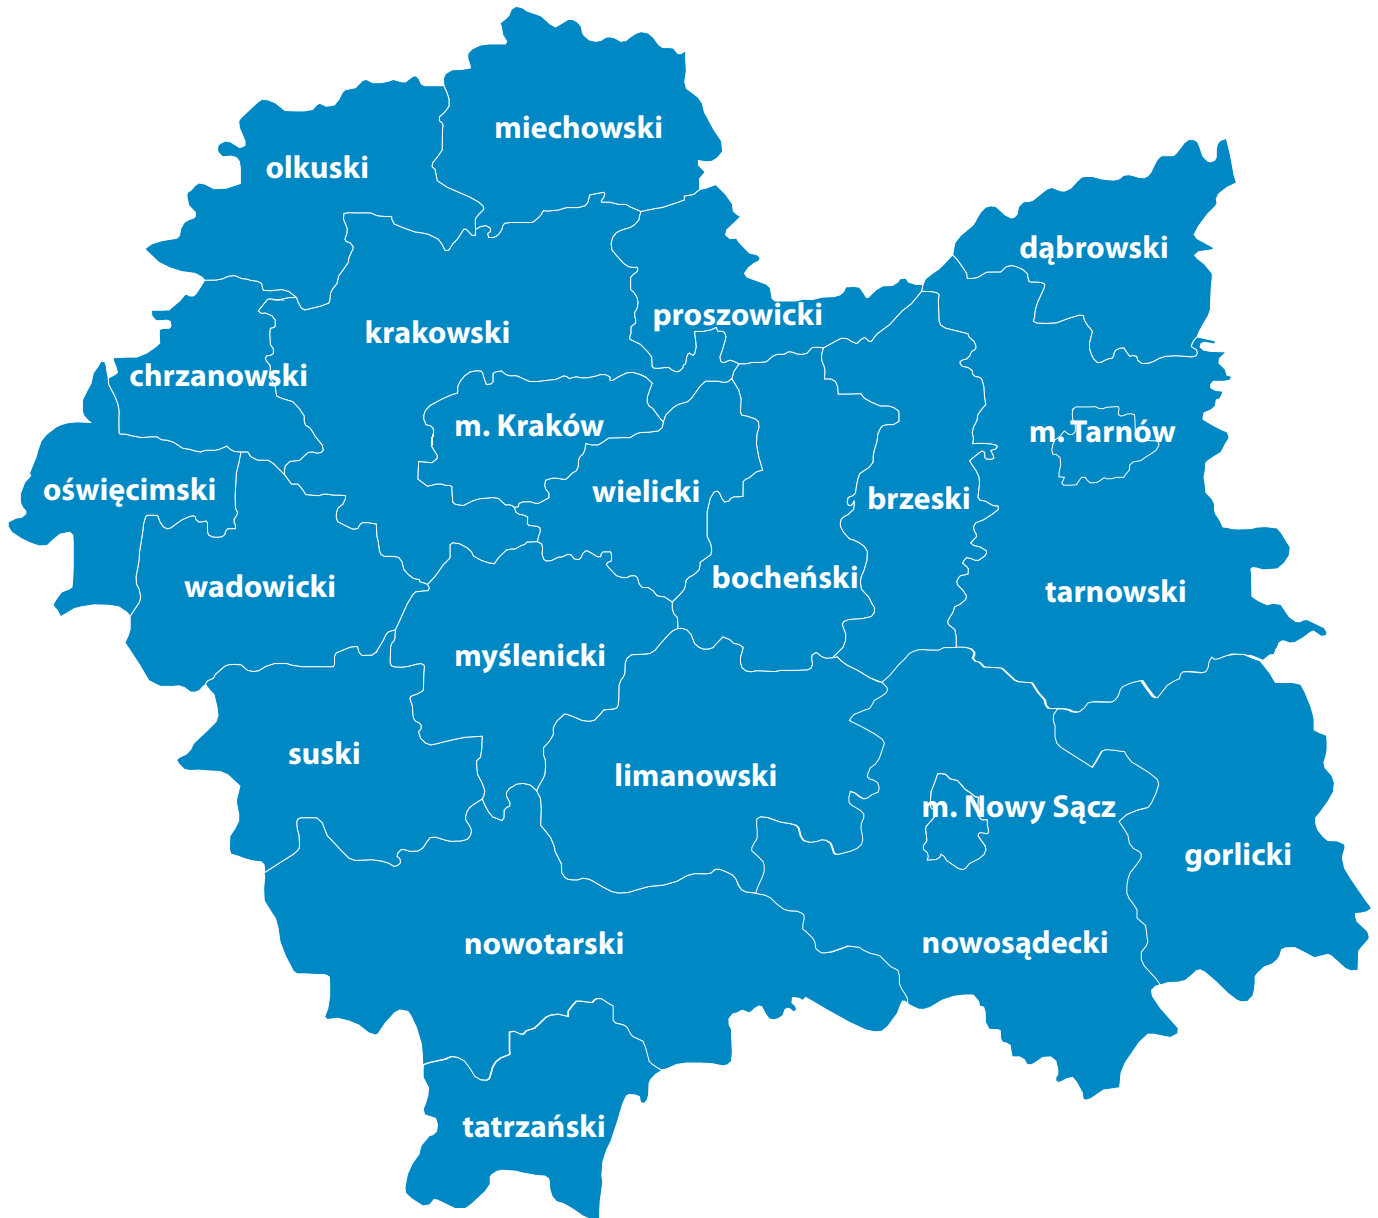 miechowski
olkuski
dąbrowski
proszowicki
krakowski
chrzanowski
m. Kraków
m. Tarnów
oświęcimski
wielicki
brzeski
wadowicki
bocheński
tarnowski
myślenicki
suski
limanowski
m. Nowy Sącz
gorlicki
nowotarski
nowosądecki
tatrzański